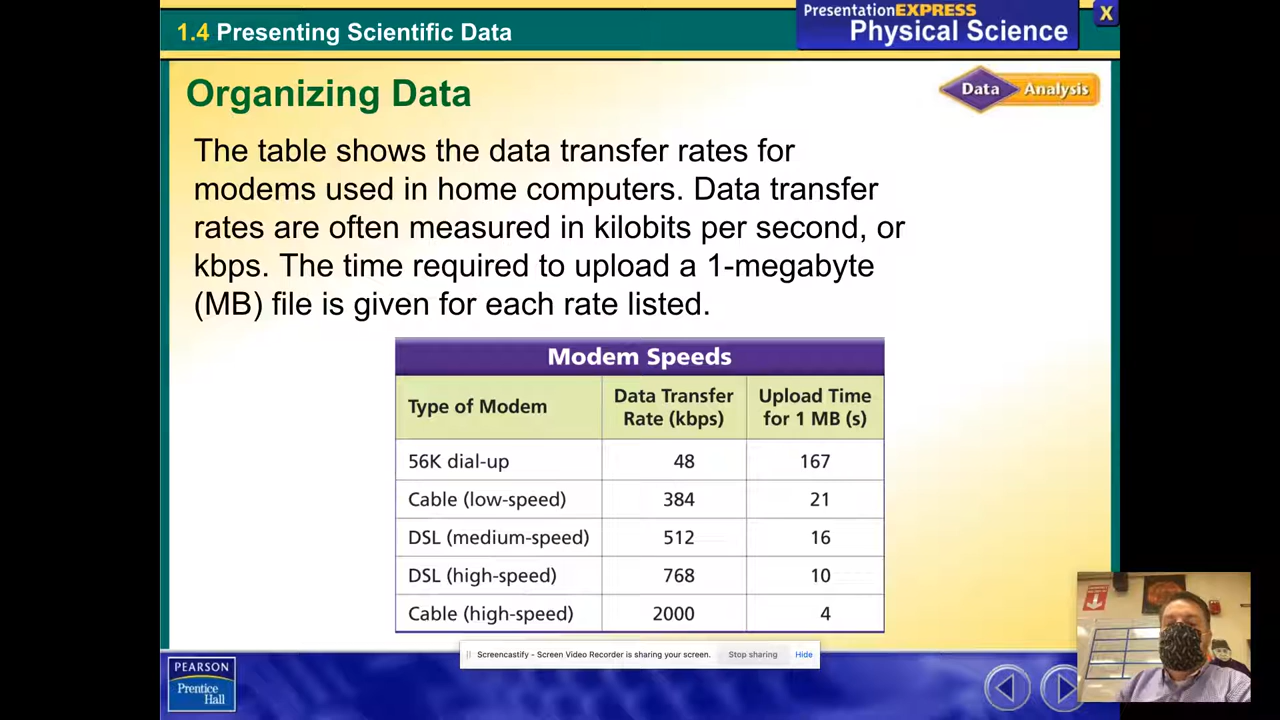 1.4 Presenting Scientific Data
PresentationEXPRESS
Physical Science
X
Organizing Data
Data Analysis
The table shows the data transfer rates for
modems used in home computers. Data transfer
rates are often measured in kilobits per second, or
kbps. The time required to upload a 1-megabyte
(MB) file is given for each rate listed.
Modem Speeds
Type of Modem
Data Transfer
Rate (kbps)
Upload Time
for 1 MB (s)
56K dial-up 48 167
Cable (low-speed) 384 21
DSL (medium-speed) 512 16
DSL (high-speed) 768 10
Cable (high-speed) 2000 4
Screencastify - Screen Video Recorder is sharing your screen. Stop sharing Hide
PEARSON
Prentice
Hall